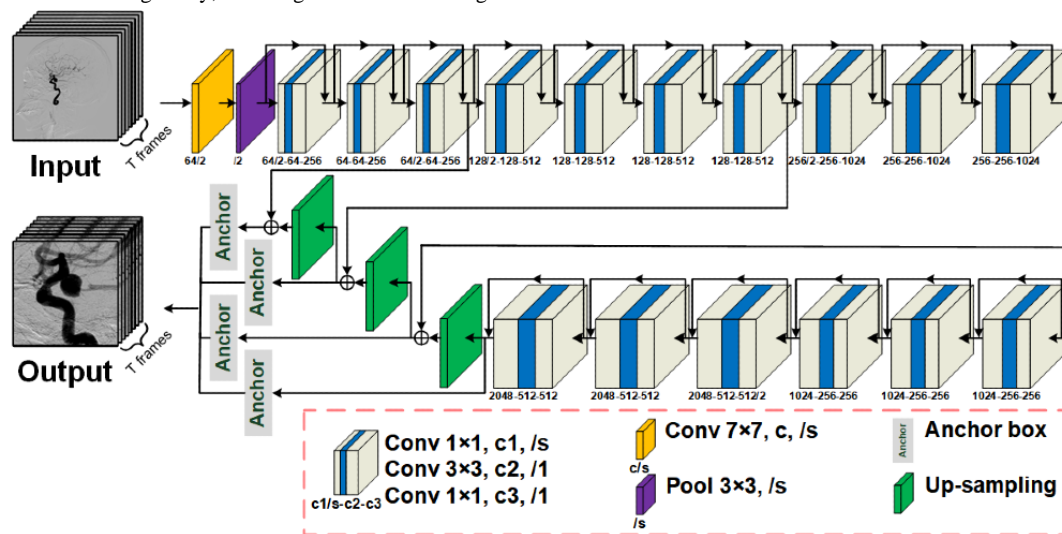 T frames
Input
64/2
/2
64/2-64-256
64-64-256
64/2-64-256
128/2-128-512
128-128-512
128-128-512
128-128-512
256/2-256-1024
256-256-1024
256-256-1024
Anchor
Anchor
Anchor
Anchor
T frames
Output
2048-512-512
2048-512-512
2048-512-512/2
1024-256-256
1024-256-256
1024-256-256
Conv 1×1, c1, /s
Conv 3×3, c2, /1
Conv 1×1, c3, /1
c1/s-c2-c3
Conv 7×7, c, /s
c/s
Pool 3×3, /s
/s
Anchor
Anchor box
Up-sampling